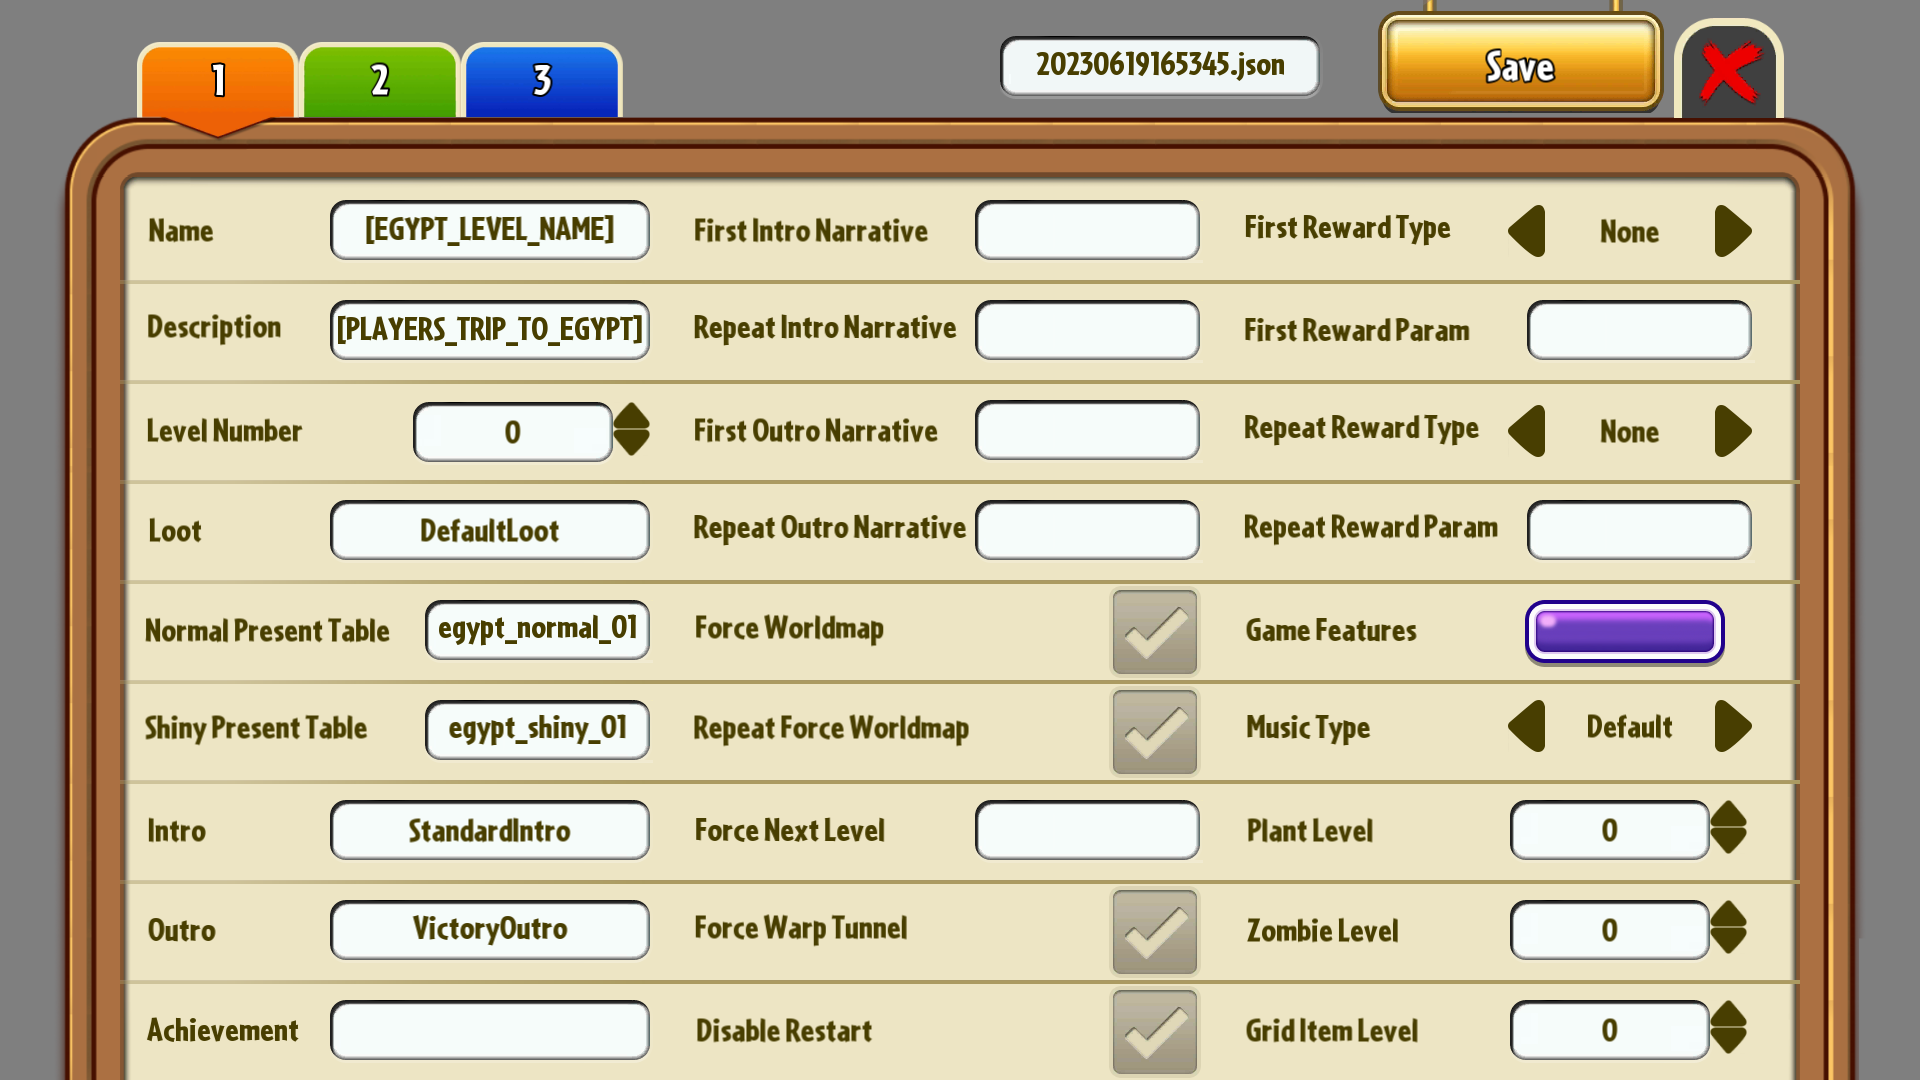 1 2 3 20230619165345.json Save
Name [EGYPT_LEVEL_NAME] First Intro Narrative First Reward Type None
Description [PLAYERS_TRIP_TO_EGYPT] Repeat Intro Narrative First Reward Param
Level Number 0 First Outro Narrative Repeat Reward Type None
Loot DefaultLoot Repeat Outro Narrative Repeat Reward Param
Normal Present Table egypt_normal_01 Force Worldmap Game Features
Shiny Present Table egypt_shiny_01 Repeat Force Worldmap Music Type Default
Intro StandardIntro Force Next Level Plant Level 0
Outro VictoryOutro Force Warp Tunnel Zombie Level 0
Achievement Disable Restart Grid Item Level 0